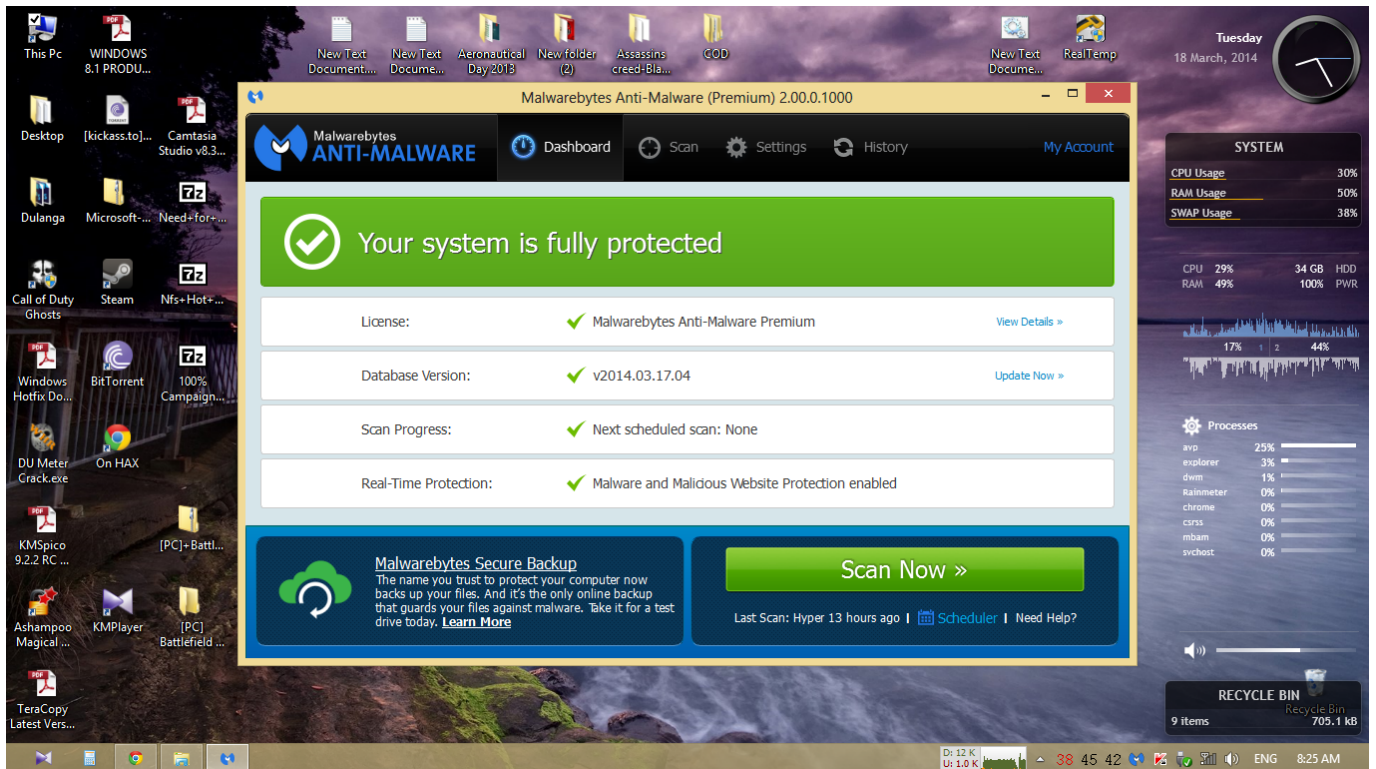 This Pc
WINDOWS
8.1 PRODU...
New Text
Document....
New Text
Docume...
Aeronautical
Day 2013
New folder
(2)
Assassins
creed-Bla...
COD
New Text
Docume...
RealTemp
Tuesday
18 March, 2014
Desktop
[kickass.to]...
Camtasia
Studio v8.3...
Dulanga
Microsoft-...
Need+for+...
Call of Duty
Ghosts
Steam
Nfs+Hot+...
Windows
Hotfix Do...
BitTorrent
100%
Campaign...
DU Meter
Crack.exe
On HAX
KMSpico
9.2.2 RC ...
[PC]+Battl...
Ashampoo
Magical ...
KMPlayer
[PC]
Battlefield ...
TeraCopy
Latest Vers...
Malwarebytes Anti-Malware (Premium) 2.00.0.1000
Malwarebytes
ANTI-MALWARE
Dashboard
Scan
Settings
History
My Account
Your system is fully protected
License: Malwarebytes Anti-Malware Premium View Details »
Database Version: v2014.03.17.04 Update Now »
Scan Progress: Next scheduled scan: None
Real-Time Protection: Malware and Malicious Website Protection enabled
Malwarebytes Secure Backup
The name you trust to protect your computer now
backs up your files. And it's the only online backup
that guards your files against malware. Take it for a test
drive today. Learn More
Scan Now »
Last Scan: Hyper 13 hours ago | Scheduler | Need Help?
SYSTEM
CPU Usage 30%
RAM Usage 50%
SWAP Usage 38%
CPU 29% 34 GB HDD
RAM 49% 100% PWR
17% 1 2 44%
Processes
avp 25%
explorer 3%
dwm 1%
Rainmeter 0%
chrome 0%
csrss 0%
mbam 0%
svchost 0%
RECYCLE BIN
Recycle Bin
9 items 705.1 kB
D: 12 K
U: 1.0 K
38 45 42
ENG
8:25 AM